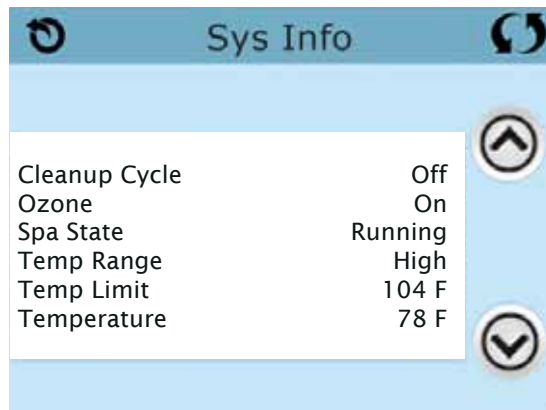 Sys Info
Cleanup Cycle Off
Ozone On
Spa State Running
Temp Range High
Temp Limit 104 F
Temperature 78 F